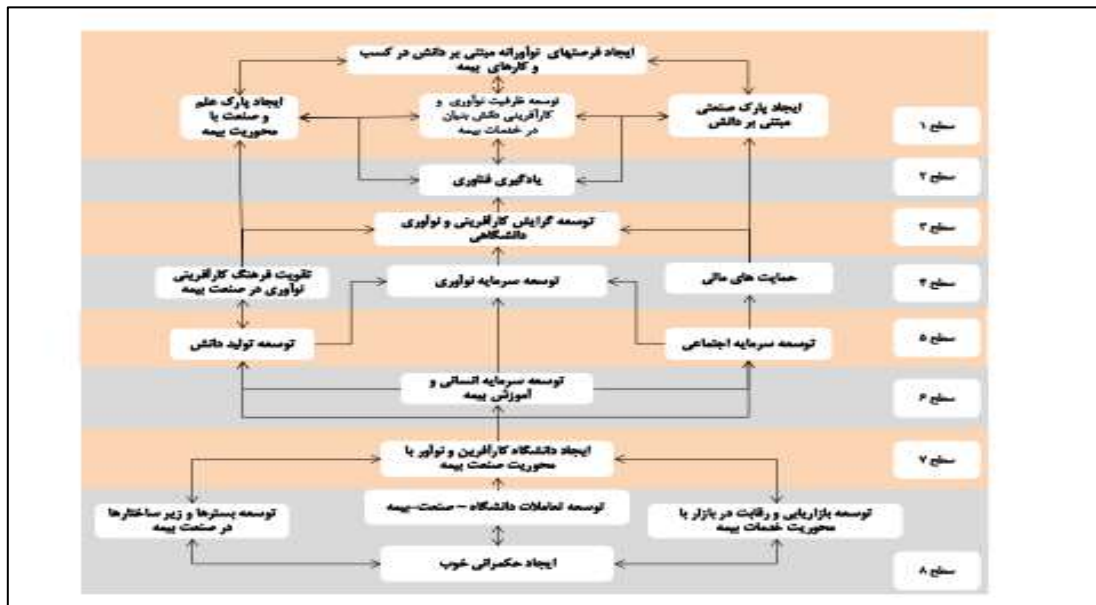 ایجاد فرصتهای نوآورانه مبتنی بر دانش در کسب
و کارهای بیمه
ایجاد پارک صنعتی
مبتنی بر دانش
توسعه ظرفیت نوآوری و
کارآفرینی دانش بنیان
در خدمات بیمه
ایجاد پارک علم
و صنعت با
محوریت بیمه
سطح ۱
یادگیری فناوری
سطح ۲
توسعه گرایش کارآفرینی و نوآوری
دانشگاهی
سطح ۳
حمایت های مالی
توسعه سرمایه نوآوری
تقویت فرهنگ کارآفرینی
نوآوری در صنعت بیمه
سطح ۴
توسعه سرمایه اجتماعی
توسعه تولید دانش
سطح ۵
توسعه سرمایه انسانی و
آموزش بیمه
سطح ۶
ایجاد دانشگاه کارآفرین و نوآور با
محوریت صنعت بیمه
سطح ۷
توسعه بازاریابی و رقابت در بازار با
محوریت خدمات بیمه
توسعه تعاملات دانشگاه – صنعت-بیمه
توسعه بسترها و زیر ساختارها
در صنعت بیمه
ایجاد حکمرانی خوب
سطح ۸